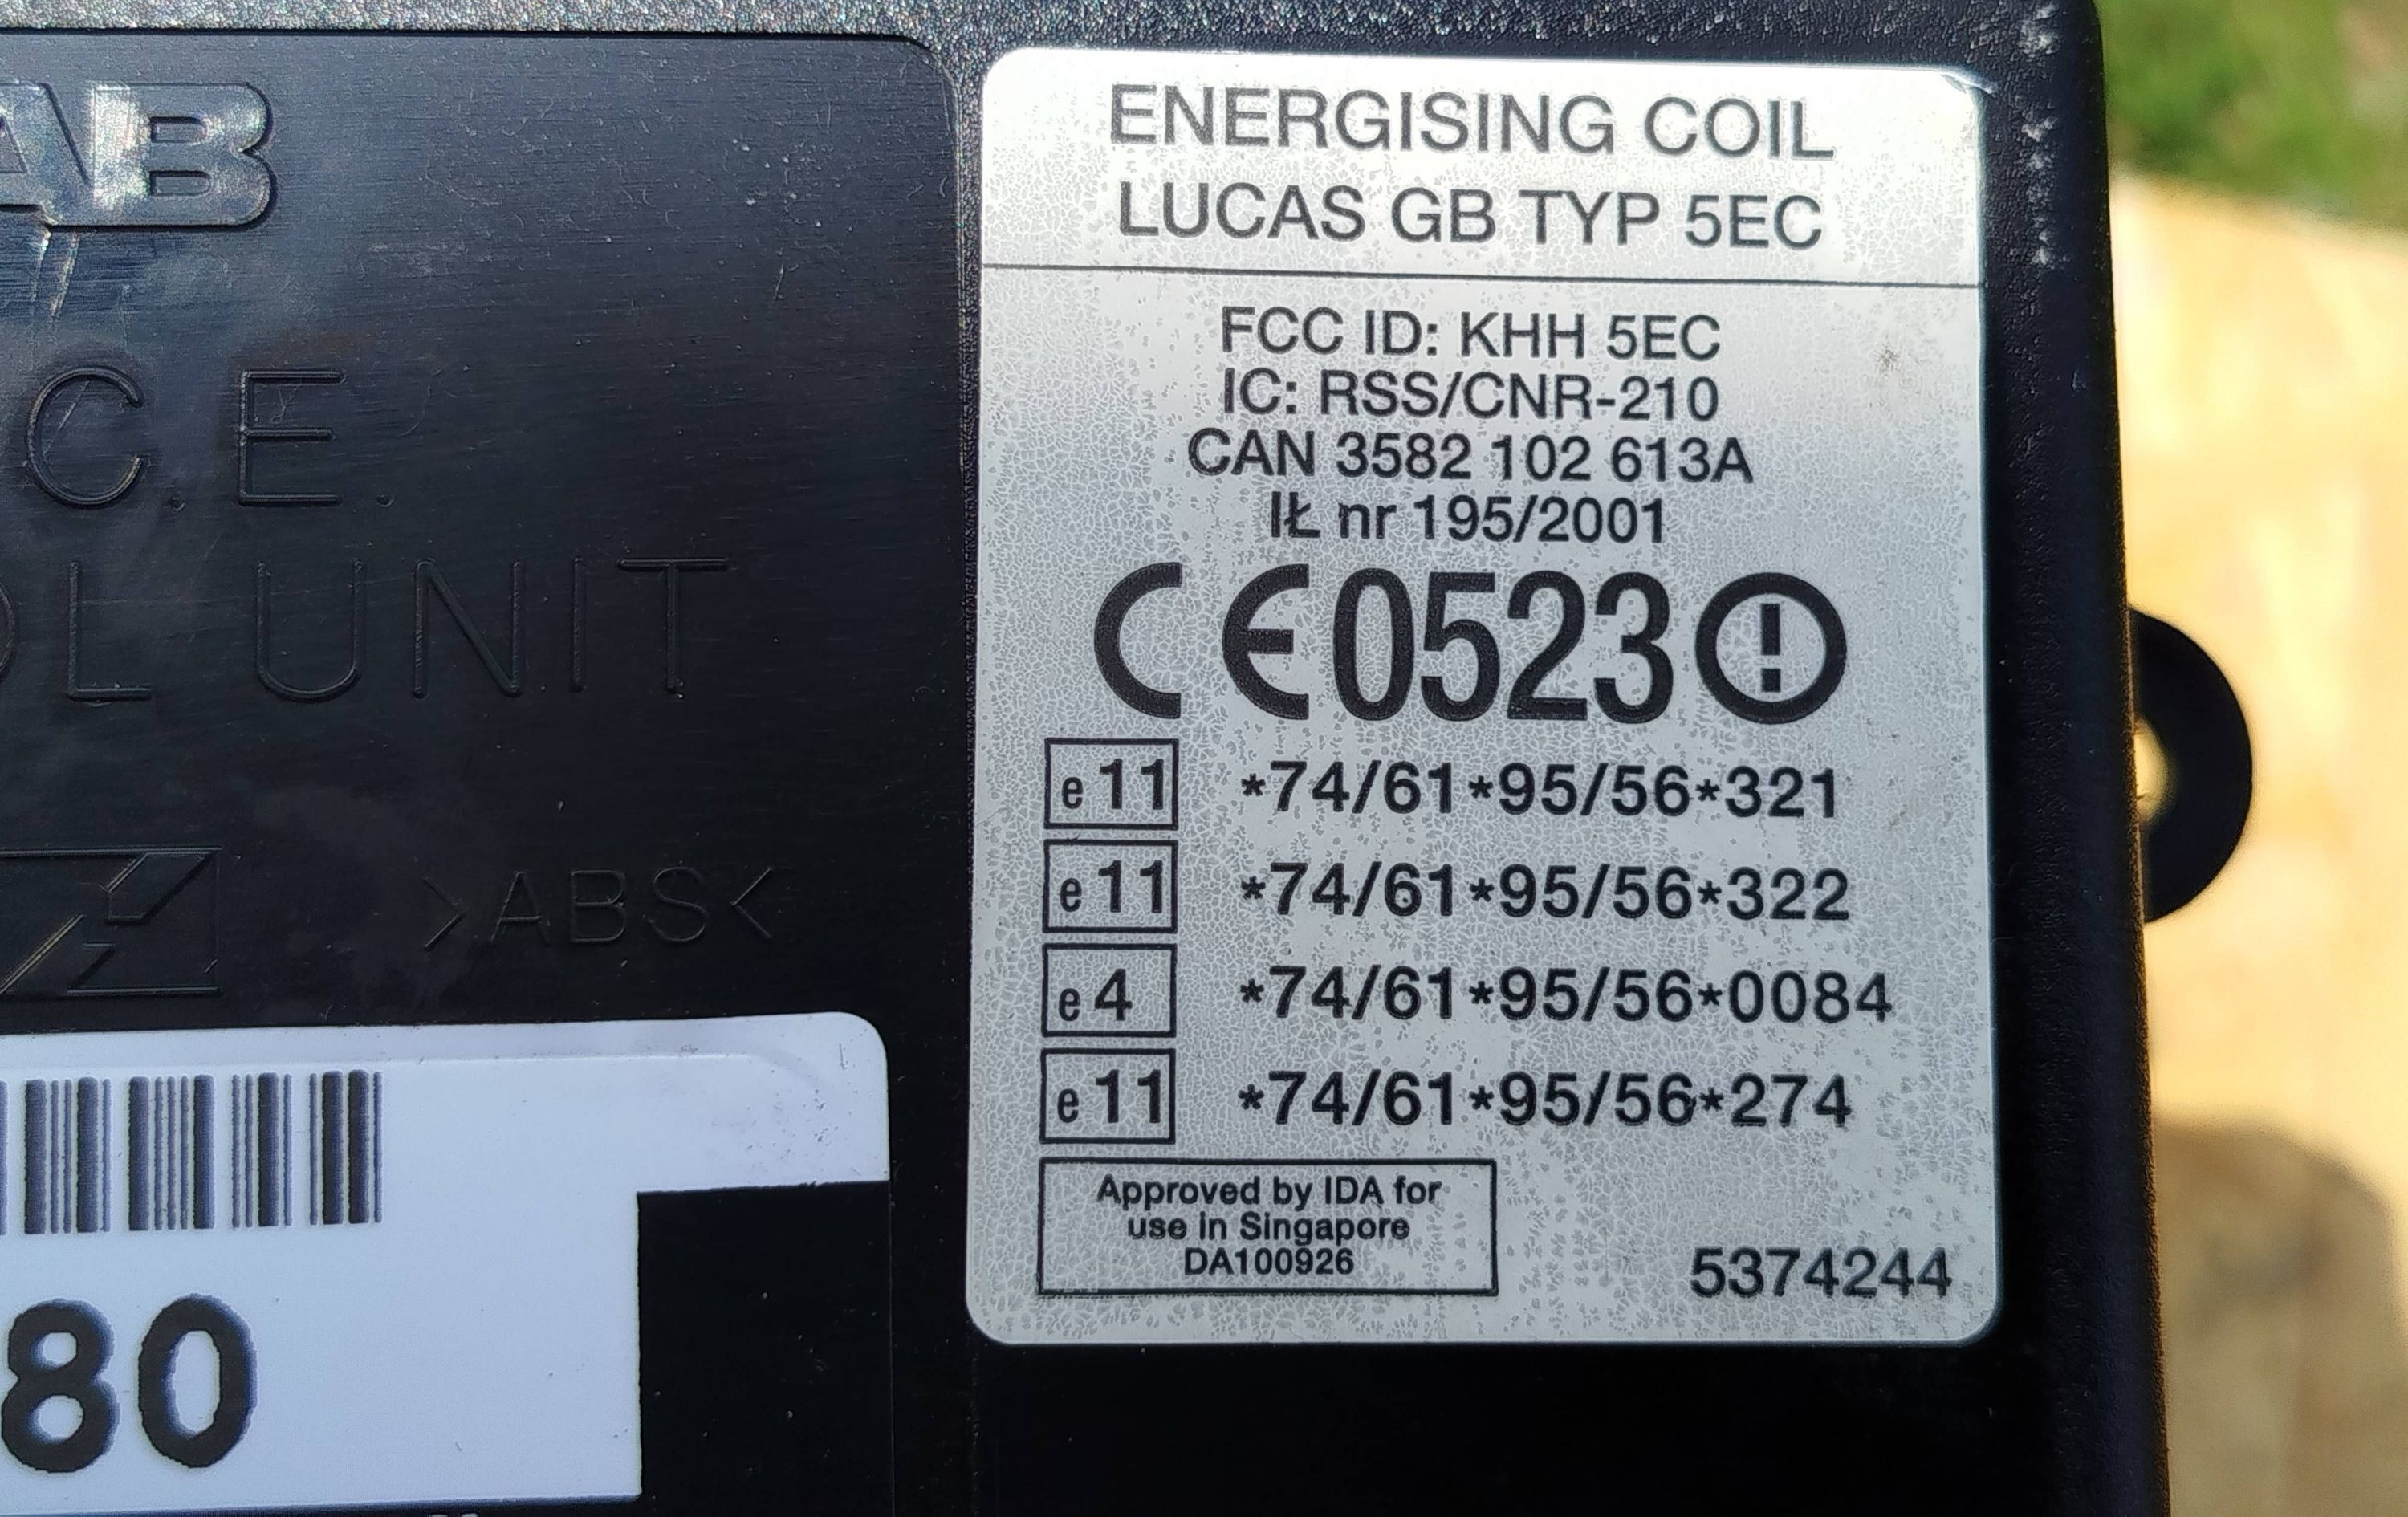 AB
C.E.
OL UNIT
>ABS<
80
ENERGISING COIL
LUCAS GB TYP 5EC
FCC ID: KHH 5EC
IC: RSS/CNR-210
CAN 3582 102 613A
IŁ nr 195/2001
CE0523
e11 *74/61*95/56*321
e11 *74/61*95/56*322
e4 *74/61*95/56*0084
e11 *74/61*95/56*274
Approved by IDA for
use in Singapore
DA100926
5374244